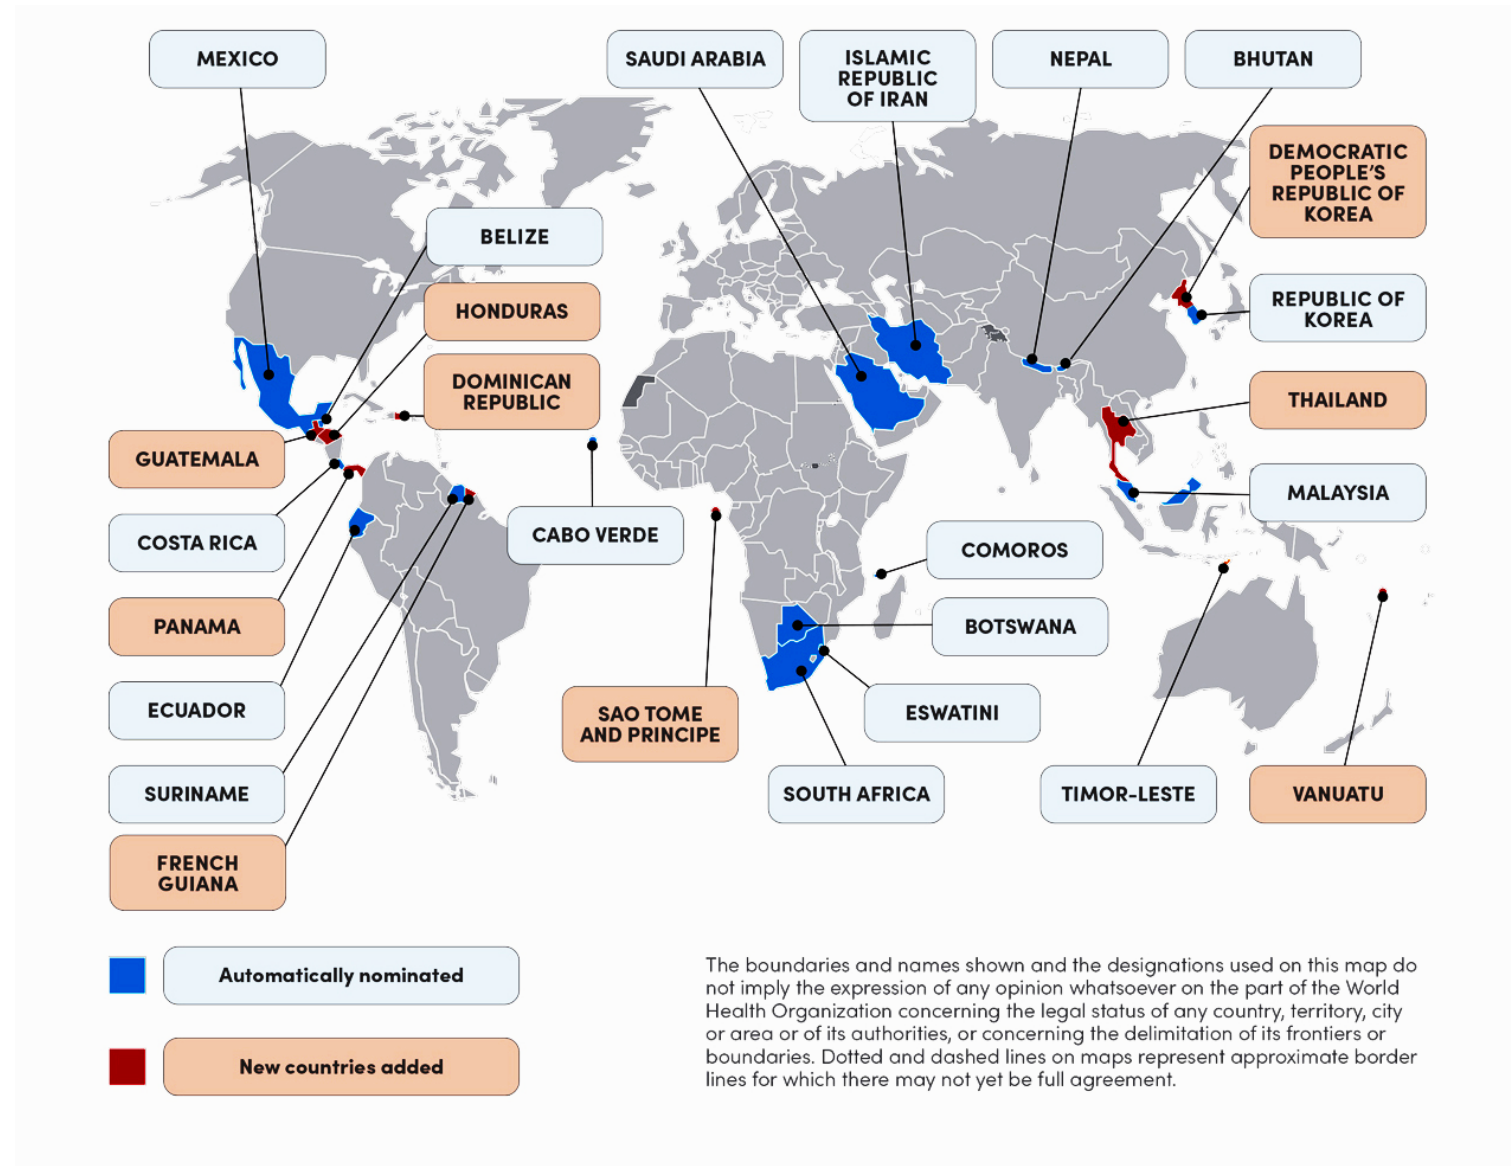 MEXICO
SAUDI ARABIA
ISLAMIC
REPUBLIC
OF IRAN
NEPAL
BHUTAN
DEMOCRATIC
PEOPLE'S
REPUBLIC OF
KOREA
BELIZE
HONDURAS
REPUBLIC OF
KOREA
DOMINICAN
REPUBLIC
THAILAND
GUATEMALA
MALAYSIA
COSTA RICA
CABO VERDE
COMOROS
PANAMA
BOTSWANA
ECUADOR
SAO TOME
AND PRINCIPE
ESWATINI
SURINAME
SOUTH AFRICA
TIMOR-LESTE
VANUATU
FRENCH
GUIANA
Automatically nominated
New countries added
The boundaries and names shown and the designations used on this map do
not imply the expression of any opinion whatsoever on the part of the World
Health Organization concerning the legal status of any country, territory, city
or area or of its authorities, or concerning the delimitation of its frontiers or
boundaries. Dotted and dashed lines on maps represent approximate border
lines for which there may not yet be full agreement.